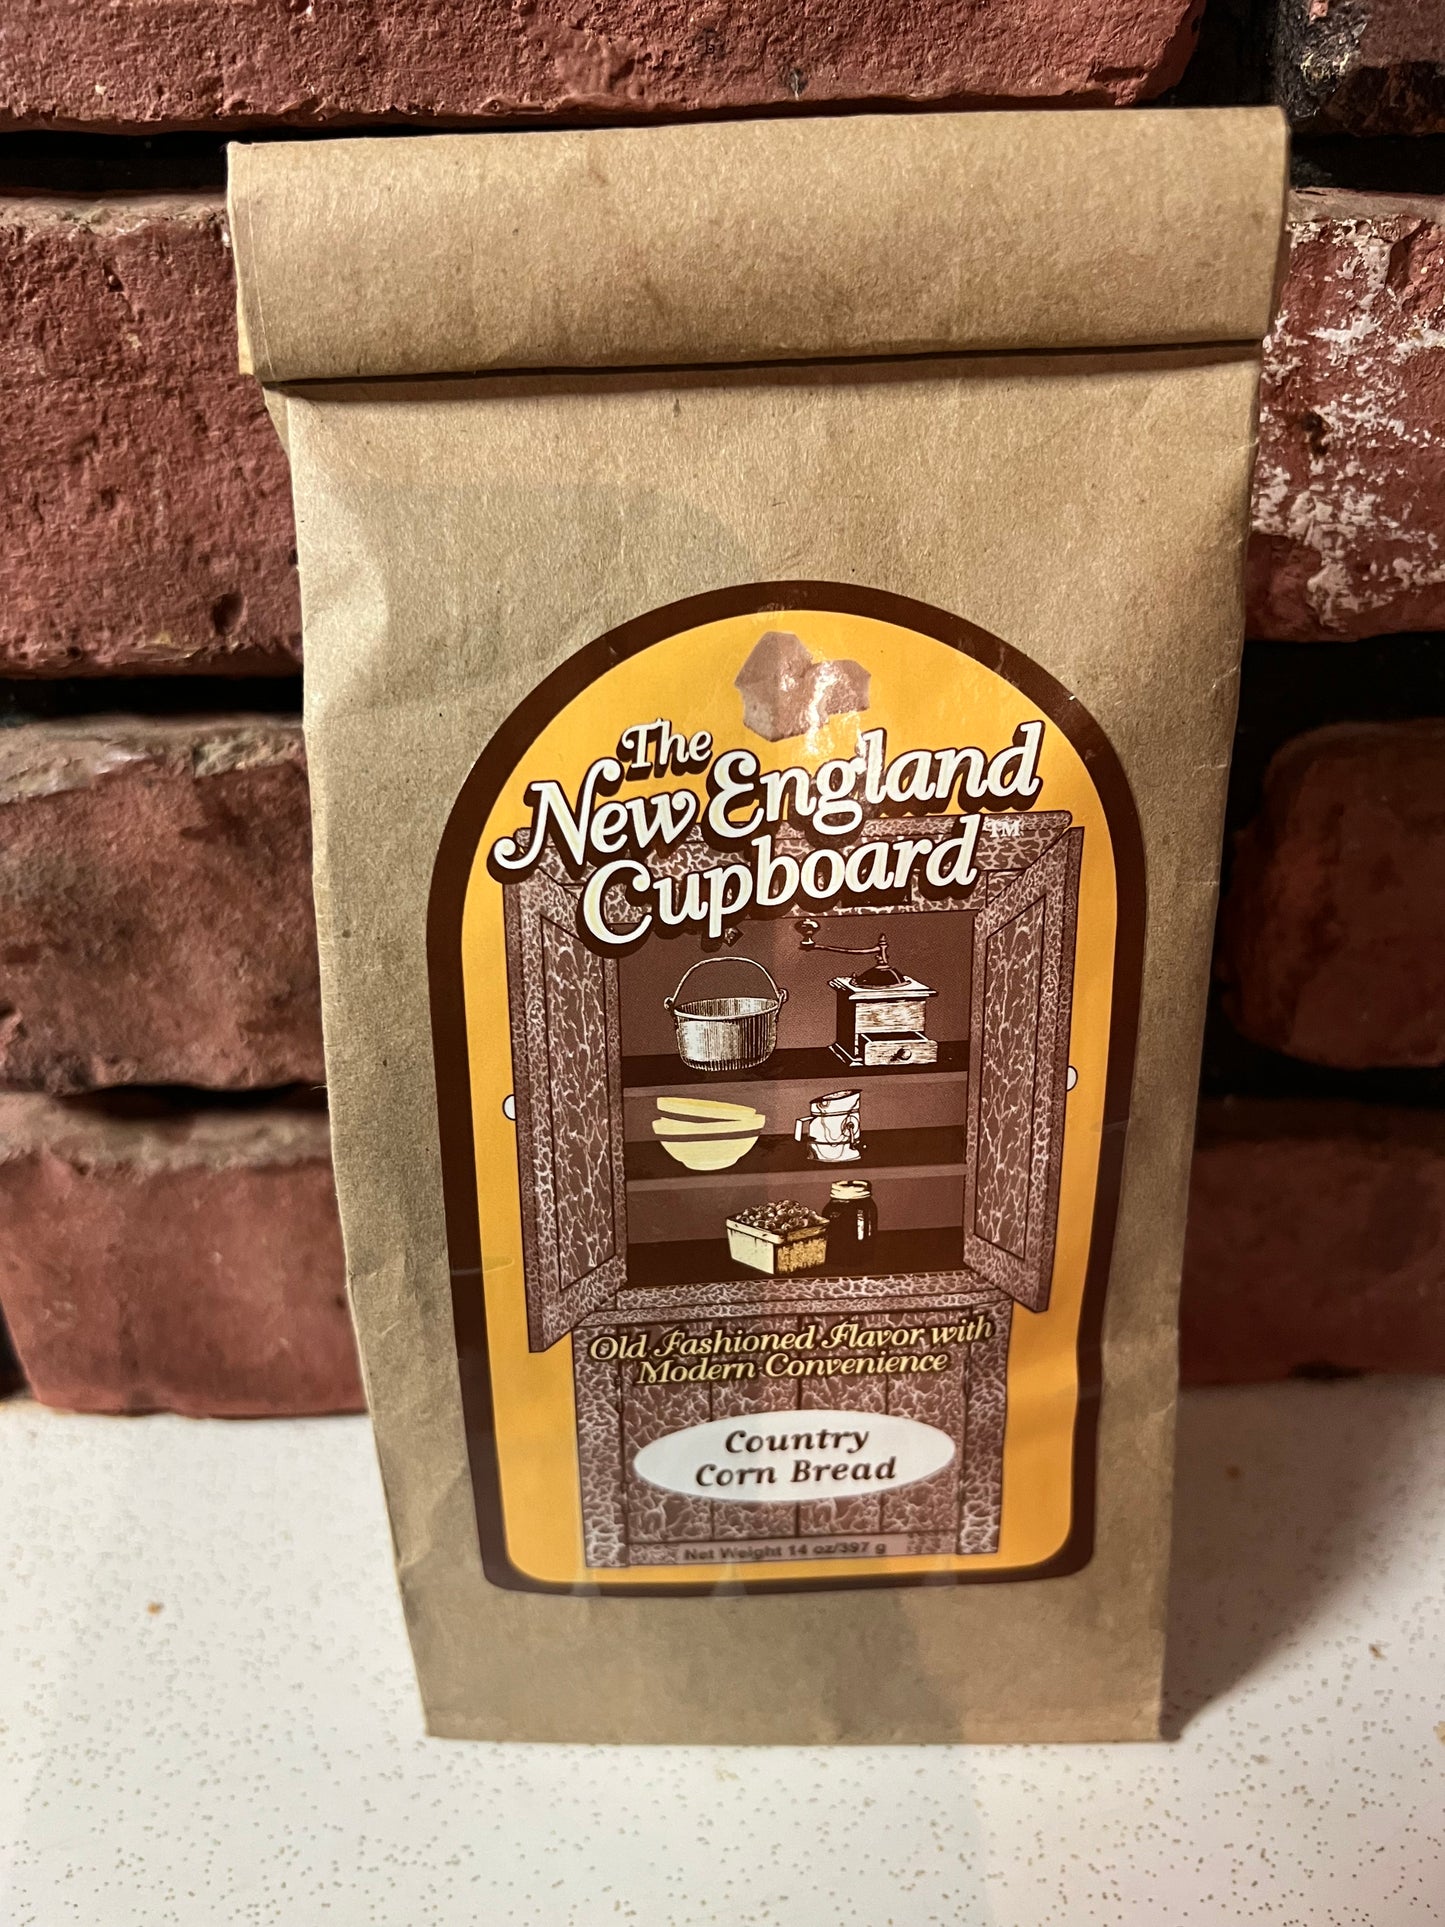 The
New England
Cupboard™
Old Fashioned Flavor with
Modern Convenience
Country
Corn Bread
Net Weight 14 oz/397 g